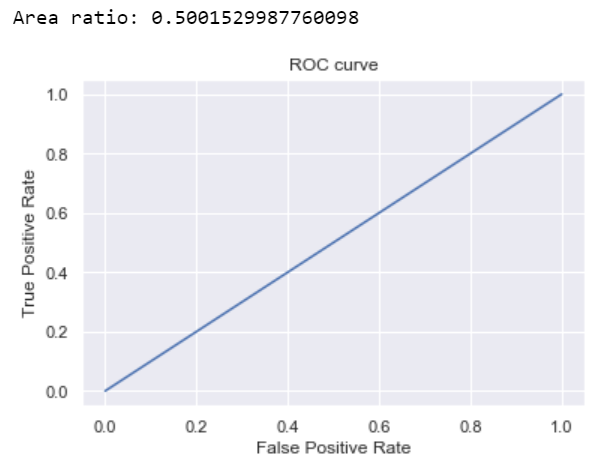 Area ratio: 0.5001529987760098
ROC curve
1.0
0.8
0.6
0.4
0.2
0.0
True Positive Rate
0.0 0.2 0.4 0.6 0.8 1.0
False Positive Rate